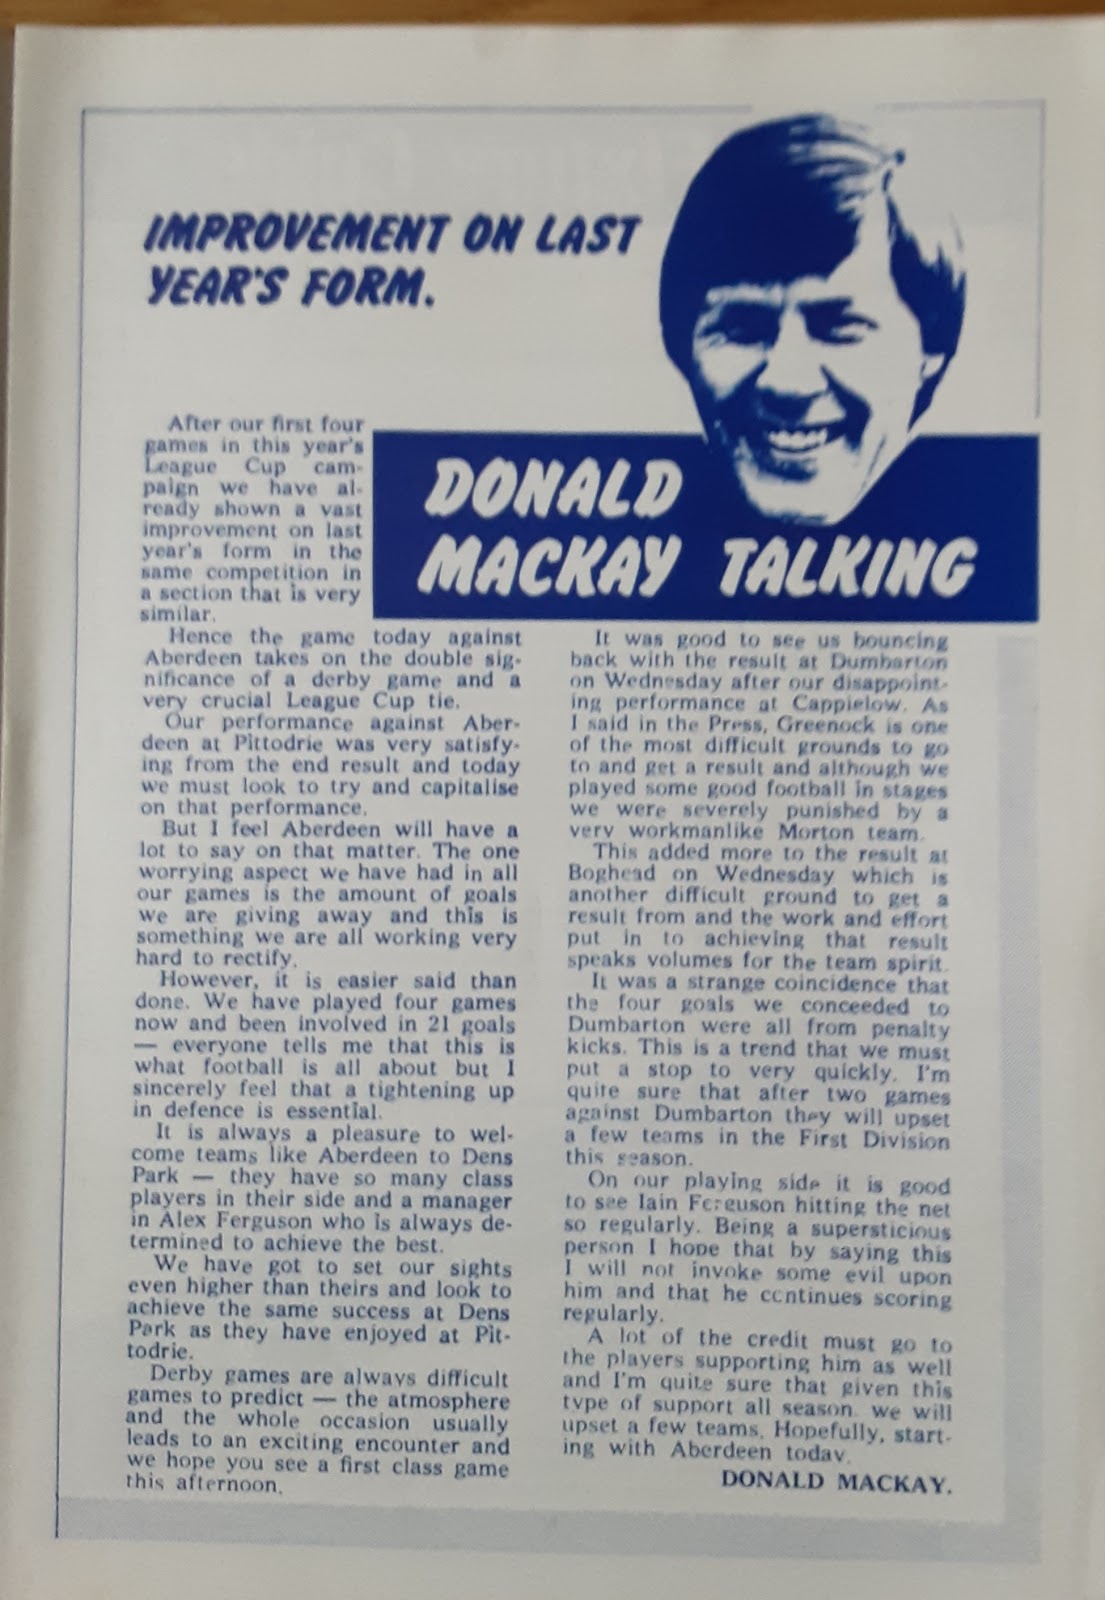 IMPROVEMENT ON LAST
YEAR'S FORM.
DONALD
MACKAY TALKING
After our first four
games in this year's
League Cup cam-
paign we have al-
ready shown a vast
improvement on last
year's form in the
same competition in
a section that is very
similar.
Hence the game today against
Aberdeen takes on the double sig-
nificance of a derby game and a
very crucial League Cup tie.
Our performance against Aber-
deen at Pittodrie was very satisfy-
ing from the end result and today
we must look to try and capitalise
on that performance.
But I feel Aberdeen will have a
lot to say on that matter. The one
worrying aspect we have had in all
our games is the amount of goals
we are giving away and this is
something we are all working very
hard to rectify.
However, it is easier said than
done. We have played four games
now and been involved in 21 goals
— everyone tells me that this is
what football is all about but I
sincerely feel that a tightening up
in defence is essential.
It is always a pleasure to wel-
come teams like Aberdeen to Dens
Park — they have so many class
players in their side and a manager
in Alex Ferguson who is always de-
termined to achieve the best.
We have got to set our sights
even higher than theirs and look to
achieve the same success at Dens
Park as they have enjoyed at Pit-
todrie.
Derby games are always difficult
games to predict — the atmosphere
and the whole occasion usually
leads to an exciting encounter and
we hope you see a first class game
this afternoon.
It was good to see us bouncing
back with the result at Dumbarton
on Wednesday after our disappoint-
ing performance at Cappielow. As
I said in the Press, Greenock is one
of the most difficult grounds to go
to and get a result and although we
played some good football in stages
we were severely punished by a
very workmanlike Morton team.
This added more to the result at
Boghead on Wednesday which is
another difficult ground to get a
result from and the work and effort
put in to achieving that result
speaks volumes for the team spirit.
It was a strange coincidence that
the four goals we conceeded to
Dumbarton were all from penalty
kicks. This is a trend that we must
put a stop to very quickly. I'm
quite sure that after two games
against Dumbarton they will upset
a few teams in the First Division
this season.
On our playing side it is good
to see Iain Ferguson hitting the net
so regularly. Being a supersticious
person I hope that by saying this
I will not invoke some evil upon
him and that he continues scoring
regularly.
A lot of the credit must go to
the players supporting him as well
and I'm quite sure that given this
type of support all season. we will
upset a few teams. Hopefully, start-
ing with Aberdeen today.
DONALD MACKAY.